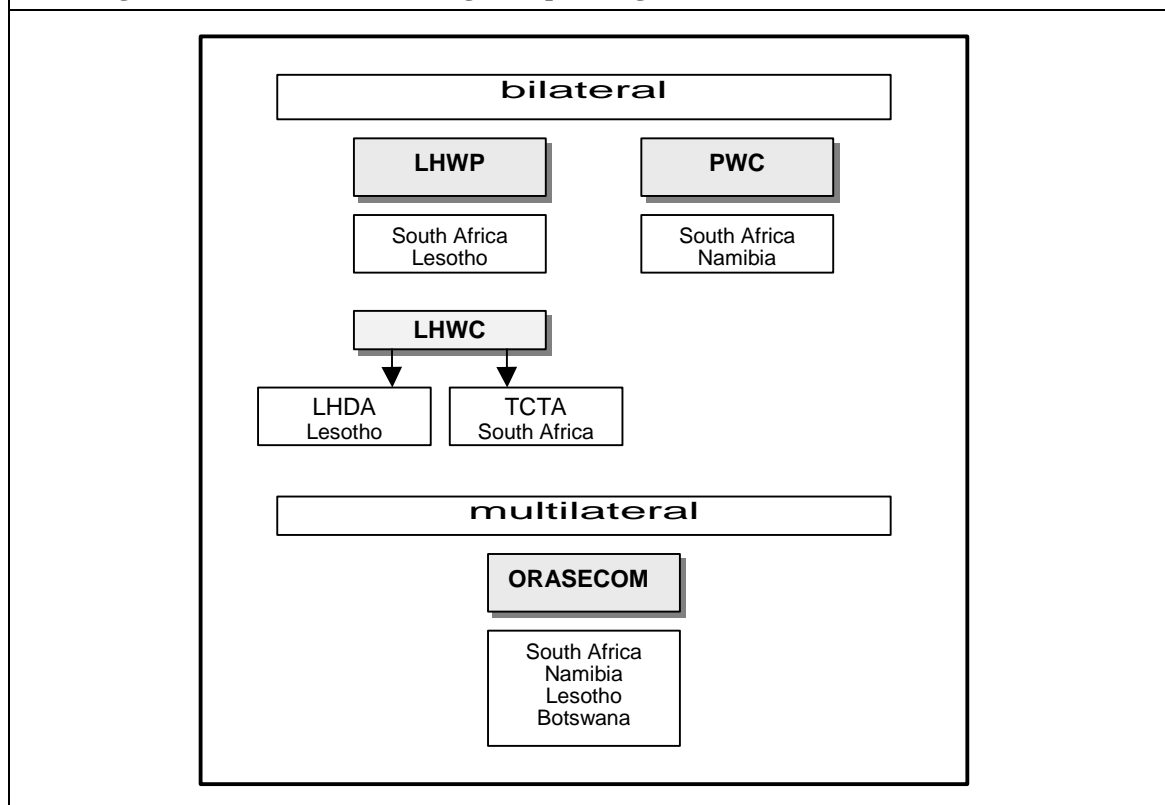 bilateral
LHWP
PWC
South Africa
Lesotho
South Africa
Namibia
LHWC
LHDA
Lesotho
TCTA
South Africa
multilateral
ORASECOM
South Africa
Namibia
Lesotho
Botswana